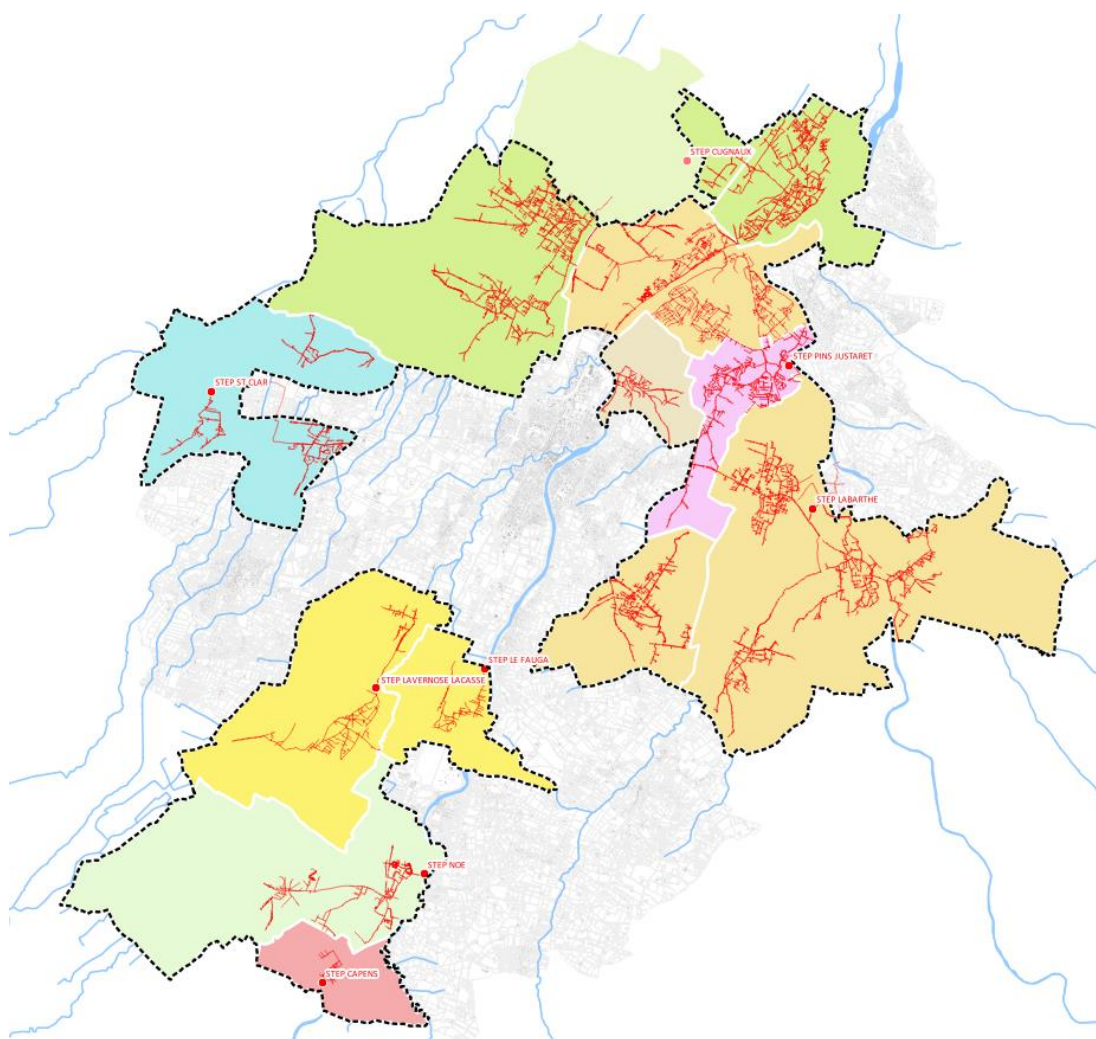 STEP CUGNAUX
STEP PINS JUSTARET
STEP ST CLAR
STEP LABARTHE
STEP LE FAUGA
STEP LAVERNOSE LACASSE
STEP NOE
STEP CAPENS